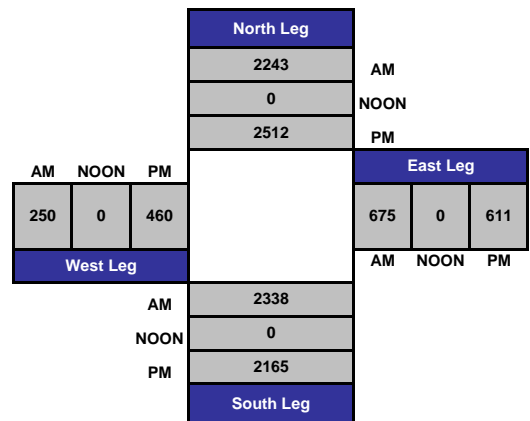 North Leg
2243 AM
0 NOON
2512 PM
AM NOON PM
East Leg
250 0 460
675 0 611
West Leg
AM NOON PM
AM 2338
NOON 0
PM 2165
South Leg